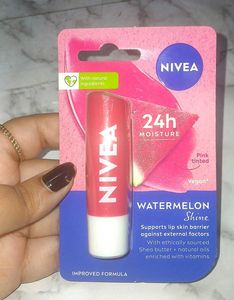 With natural
ingredients
NIVEA
24h
MOISTURE
NIVEA
Pink
tinted
Vegan*
WATERMELON
Shine
Supports lip skin barrier
against external factors
With ethically sourced
Shea butter + natural oils
enriched with vitamins
IMPROVED FORMULA